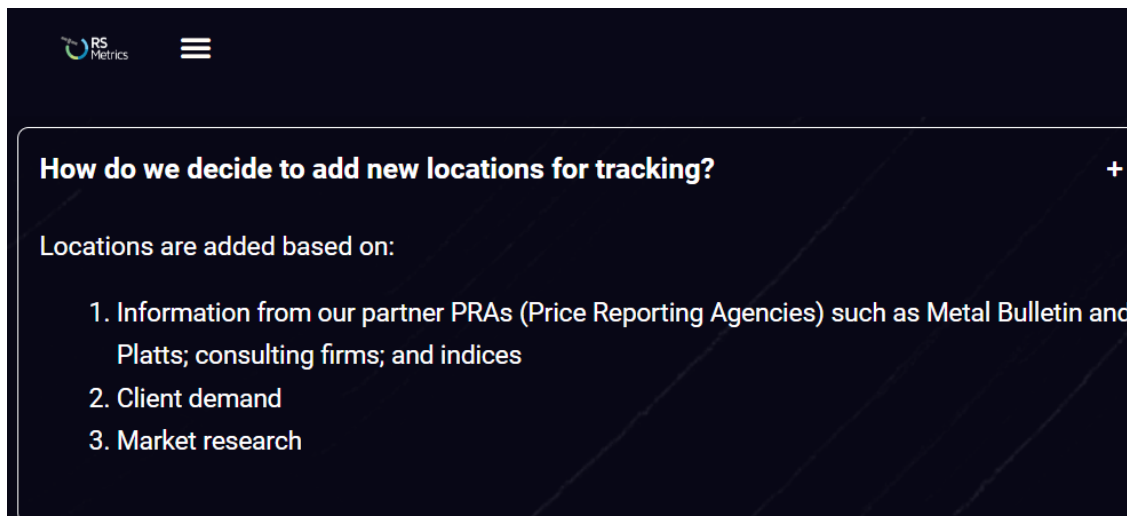 RS
Metrics
How do we decide to add new locations for tracking?
+
Locations are added based on:
1. Information from our partner PRAs (Price Reporting Agencies) such as Metal Bulletin and
Platts; consulting firms; and indices
2. Client demand
3. Market research